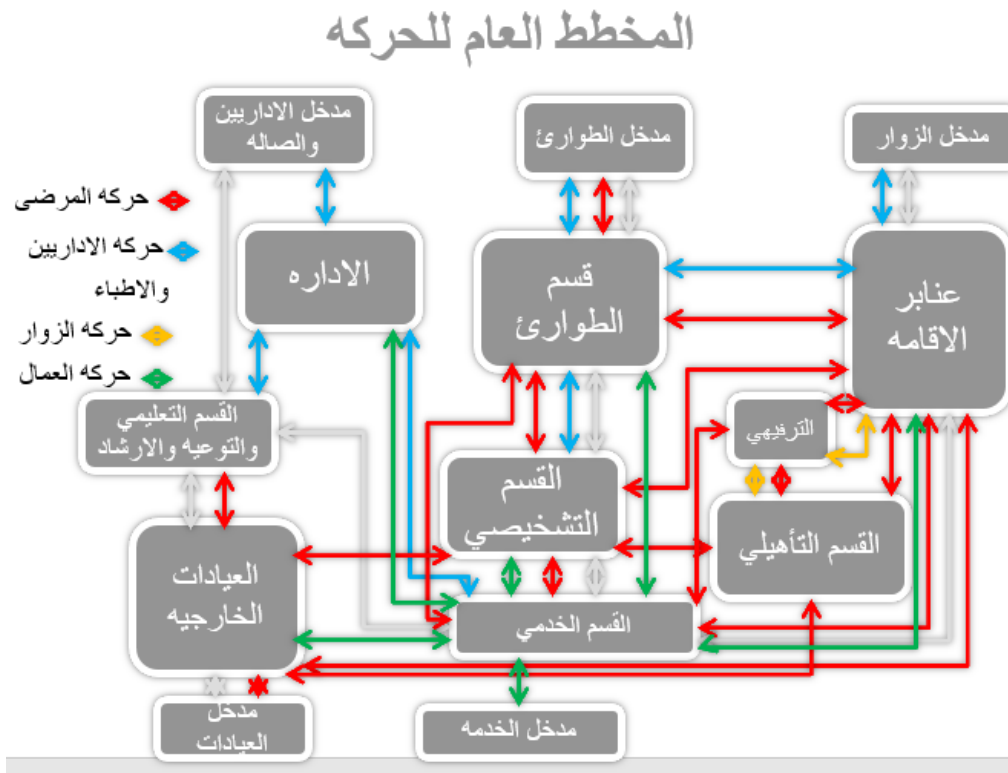 المخطط العام للحركه
مدخل الزوار
مدخل الطوارئ
مدخل الاداريين
والصاله
حركه المرضى
حركه الاداريين
والاطباء
حركه الزوار
حركه العمال
عنابر
الاقامه
قسم
الطوارئ
الاداره
الترفيهي
القسم التعليمي
والتوعيه والارشاد
القسم
التشخيصي
القسم التأهيلي
العيادات
الخارجيه
القسم الخدمي
مدخل الخدمه
مدخل
العيادات